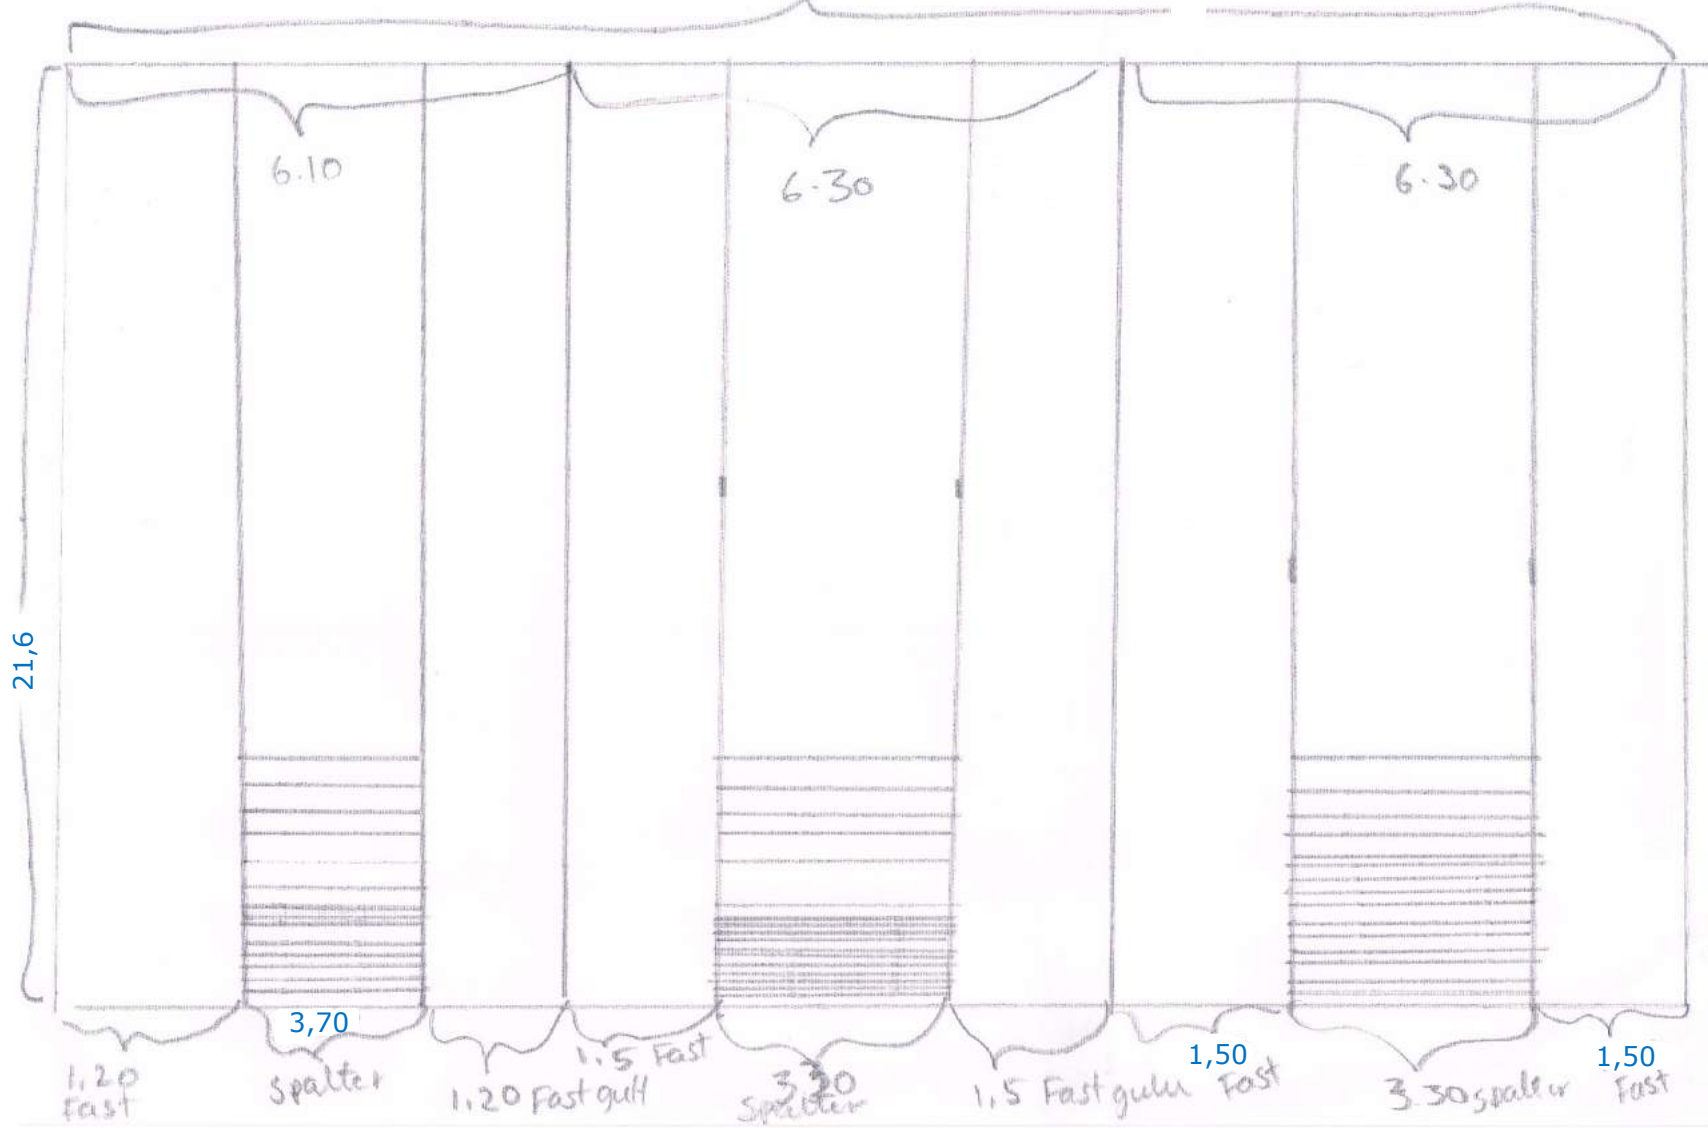 6.10
6.30
6.30
21,6
1.20
Fast
3,70
Spalter
1.20 Fast gulf
1.5 Fast
3.30
Spalter
1,5 Fast gulv
1,50
Fast
3.30 spalter
1,50
Fast